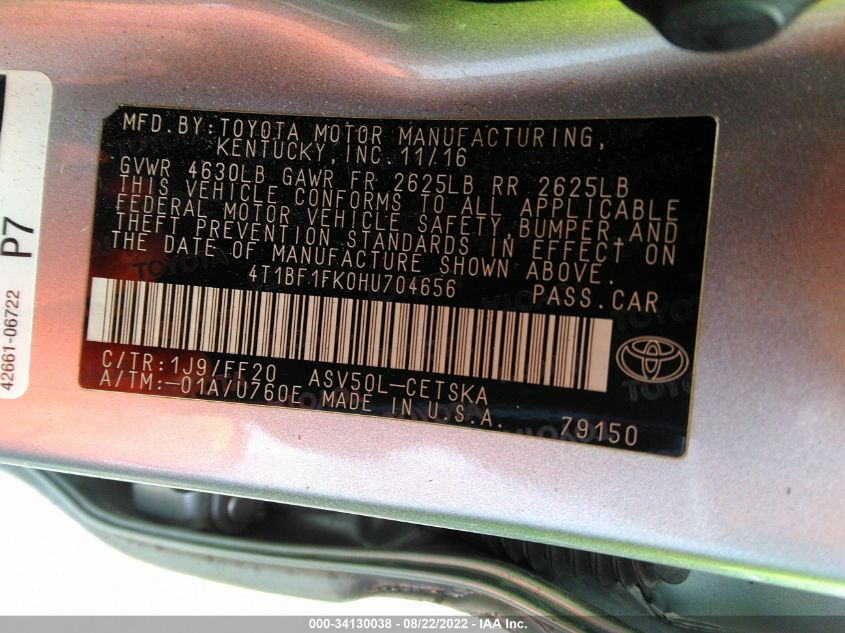 MFD. BY: TOYOTA MOTOR MANUFACTURING,
KENTUCKY, INC. 11/16
GVWR 4630LB GAWR FR 2625LB RR 2625LB
THIS VEHICLE CONFORMS TO ALL APPLICABLE
FEDERAL MOTOR VEHICLE SAFETY BUMPER AND
THEFT PREVENTION STANDARDS IN EFFECT ON
THE DATE OF MANUFACTURE SHOWN ABOVE.
4T1BF1FK0HU704656 PASS.CAR
C/TR:1J9/FF20 ASV50L-CETSKA
A/TM:-01A/U760E MADE IN U.S.A. 79150
42661-06722
P7
000-34130038 - 08/22/2022 - IAA Inc.